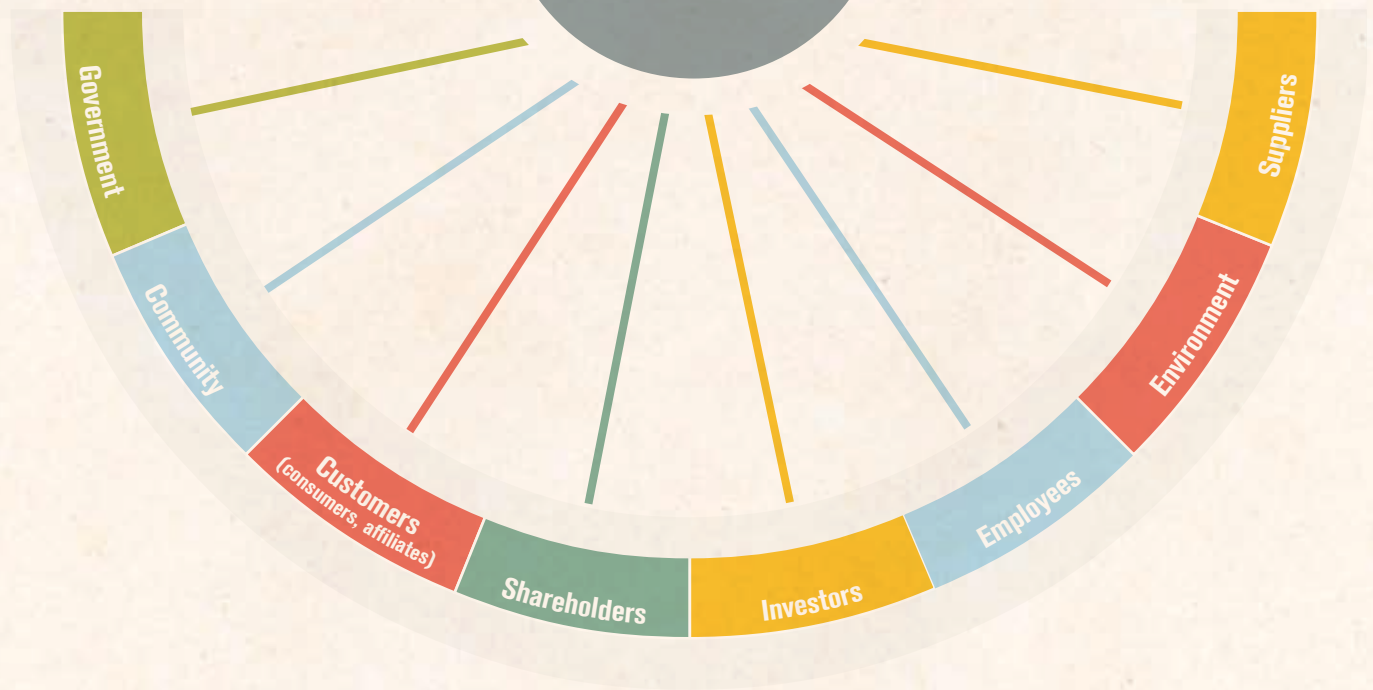 Government
Community
Customers
(consumers, affiliates)
Shareholders
Investors
Employees
Environment
Suppliers